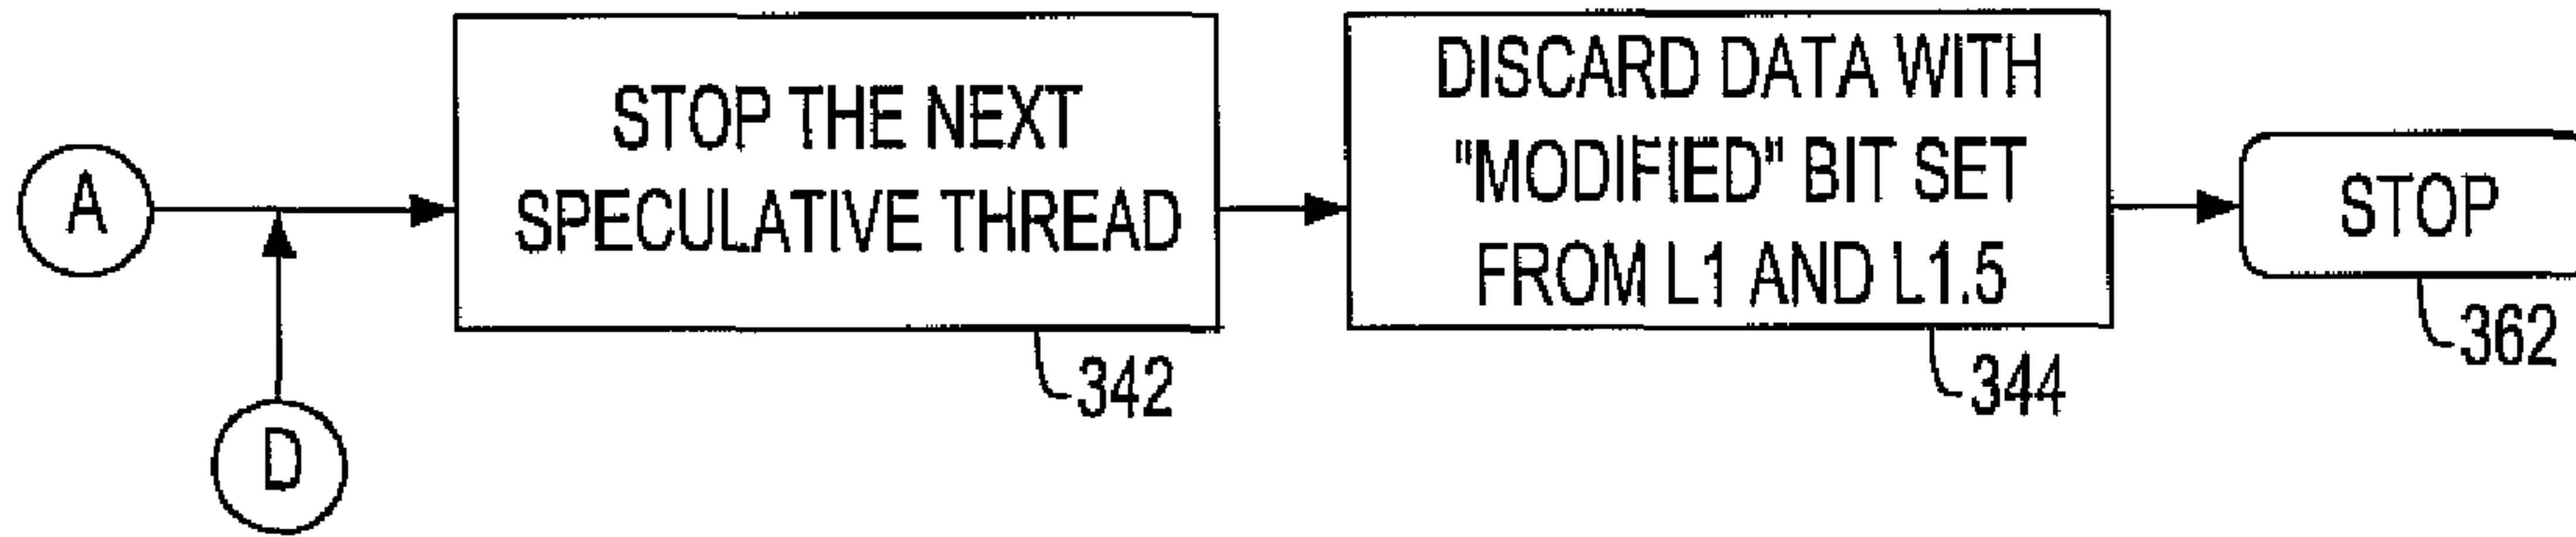 A
STOP THE NEXT
SPECULATIVE THREAD
342
DISCARD DATA WITH
"MODIFIED" BIT SET
FROM L1 AND L1.5
344
STOP
362
D